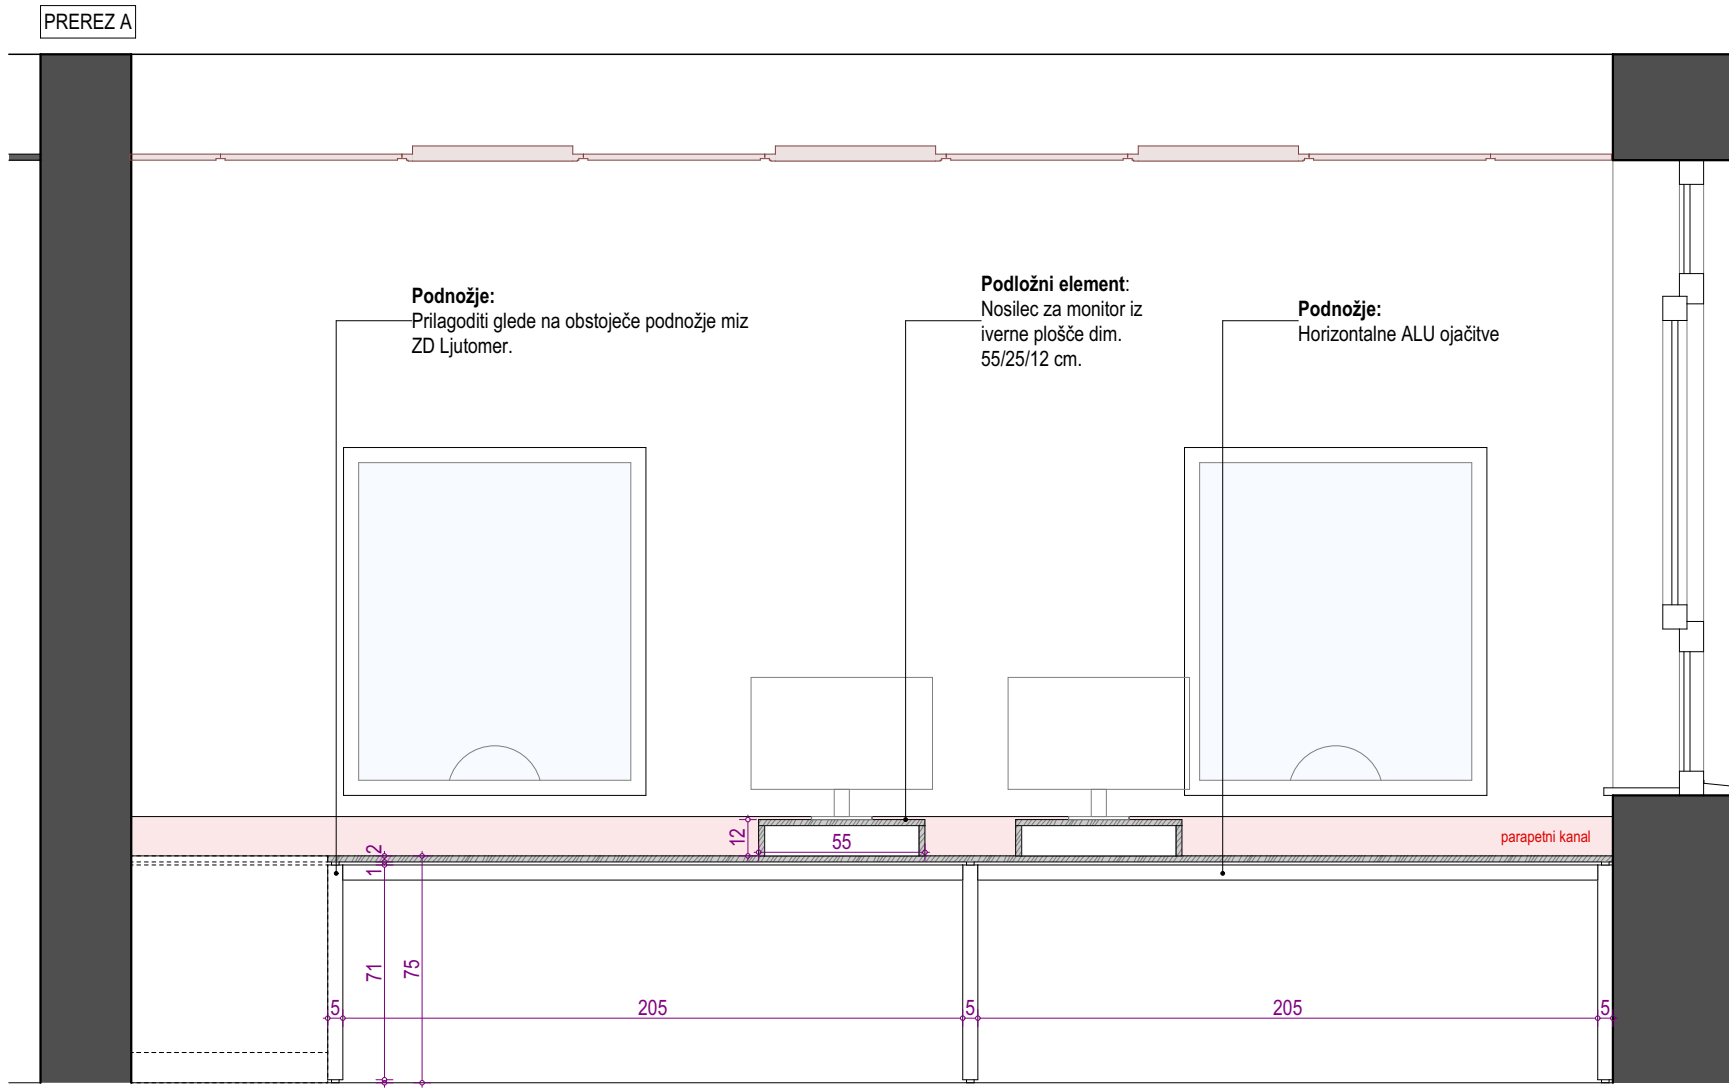 PREREZ A
Podnožje:
Prilagoditi glede na obstoječe podnožje miz
ZD Ljutomer.
Podložni element:
Nosilec za monitor iz
iverne plošče dim.
55/25/12 cm.
Podnožje:
Horizontalne ALU ojačitve
parapetni kanal
12
55
2
1
71
75
5
205
5
205
5